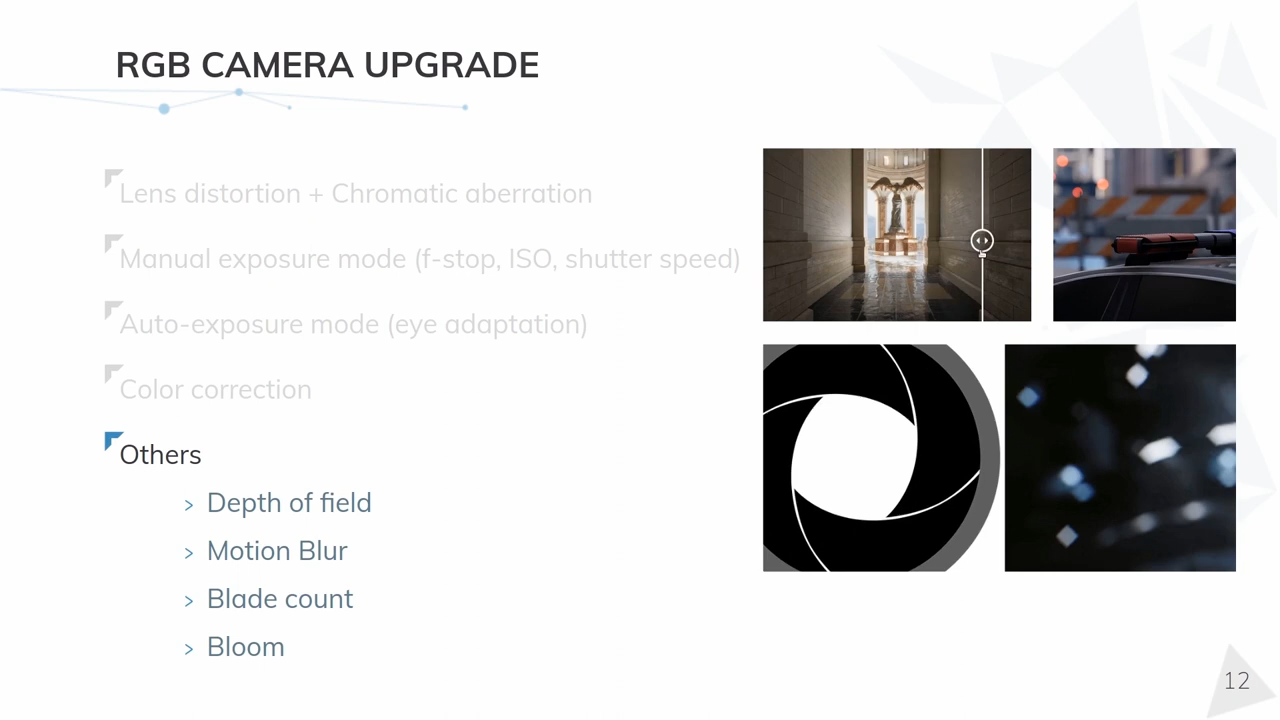 RGB CAMERA UPGRADE
Lens distortion + Chromatic aberration
Manual exposure mode (f-stop, ISO, shutter speed)
Auto-exposure mode (eye adaptation)
Color correction
Others
> Depth of field
> Motion Blur
> Blade count
> Bloom
12